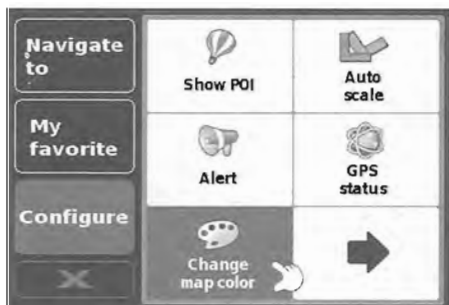 Navigate
to
My
favorite
Configure
Show POI
Auto
scale
Alert
GPS
status
Change
map color